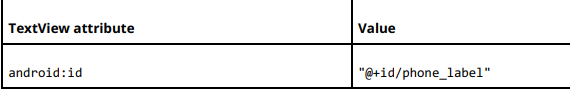 TextView attribute Value
android:id "@+id/phone_label"